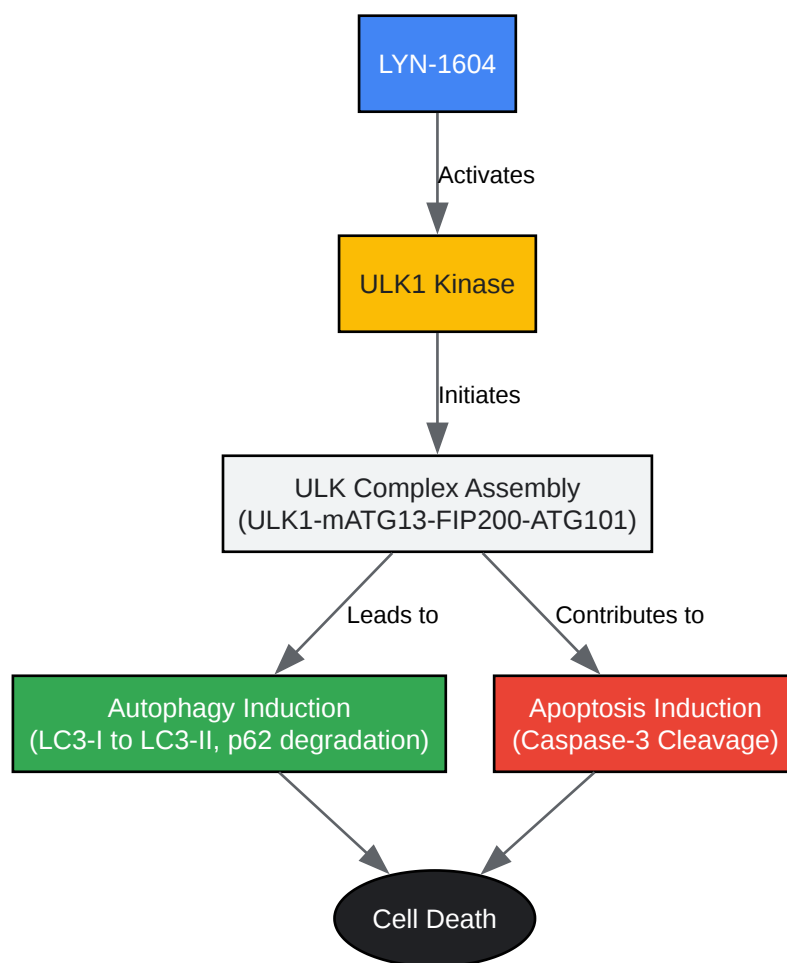 LYN-1604
Activates
ULK1 Kinase
Initiates
ULK Complex Assembly
(ULK1-mATG13-FIP200-ATG101)
Leads to
Contributes to
Autophagy Induction
(LC3-I to LC3-II, p62 degradation)
Apoptosis Induction
(Caspase-3 Cleavage)
Cell Death